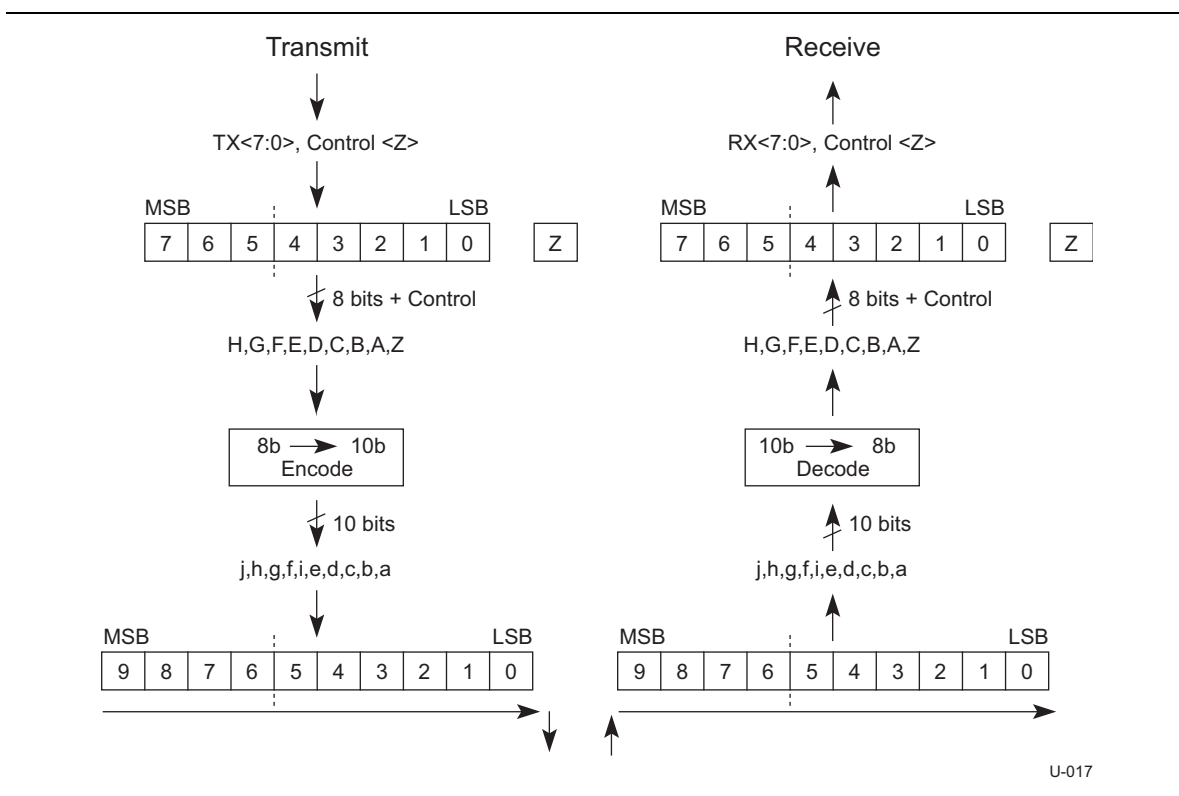 Transmit
TX<7:0>, Control <Z>
MSB LSB
7 6 5 4 3 2 1 0 Z
8 bits + Control
H,G,F,E,D,C,B,A,Z
8b 10b
Encode
10 bits
j,h,g,f,i,e,d,c,b,a
MSB LSB
9 8 7 6 5 4 3 2 1 0
Receive
RX<7:0>, Control <Z>
MSB LSB
7 6 5 4 3 2 1 0 Z
8 bits + Control
H,G,F,E,D,C,B,A,Z
10b 8b
Decode
10 bits
j,h,g,f,i,e,d,c,b,a
MSB LSB
9 8 7 6 5 4 3 2 1 0
U-017